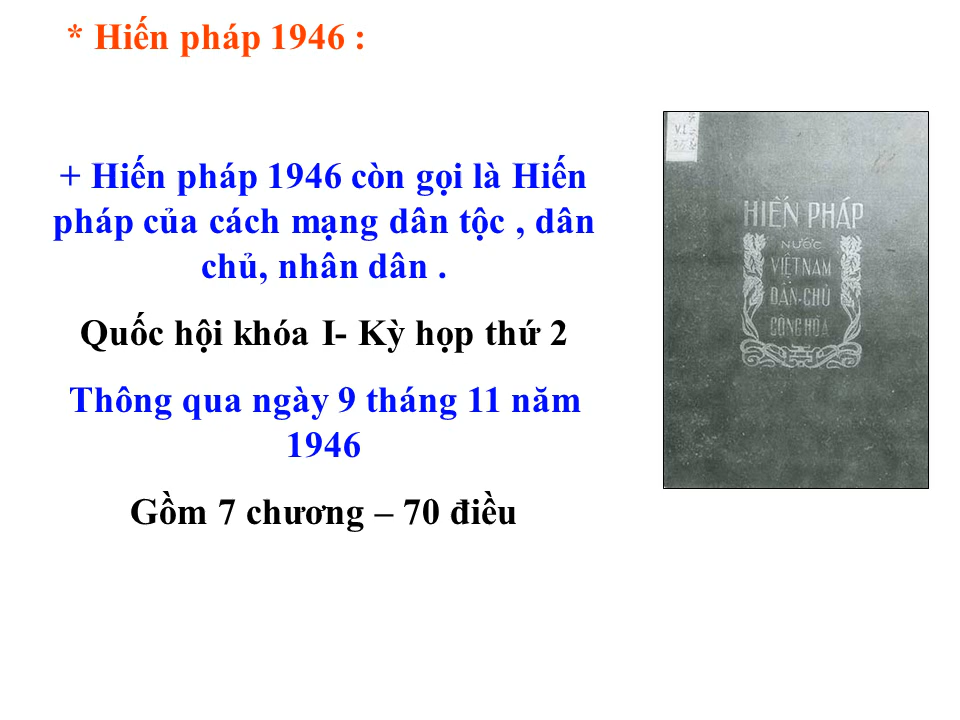 * Hiến pháp 1946 :
+ Hiến pháp 1946 còn gọi là Hiến
pháp của cách mạng dân tộc , dân
chủ, nhân dân .
Quốc hội khóa I- Kỳ họp thứ 2
Thông qua ngày 9 tháng 11 năm
1946
Gồm 7 chương – 70 điều
HIẾN PHÁP
NƯỚC
VIỆT NAM
DÂN-CHỦ
CỘNG HÒA